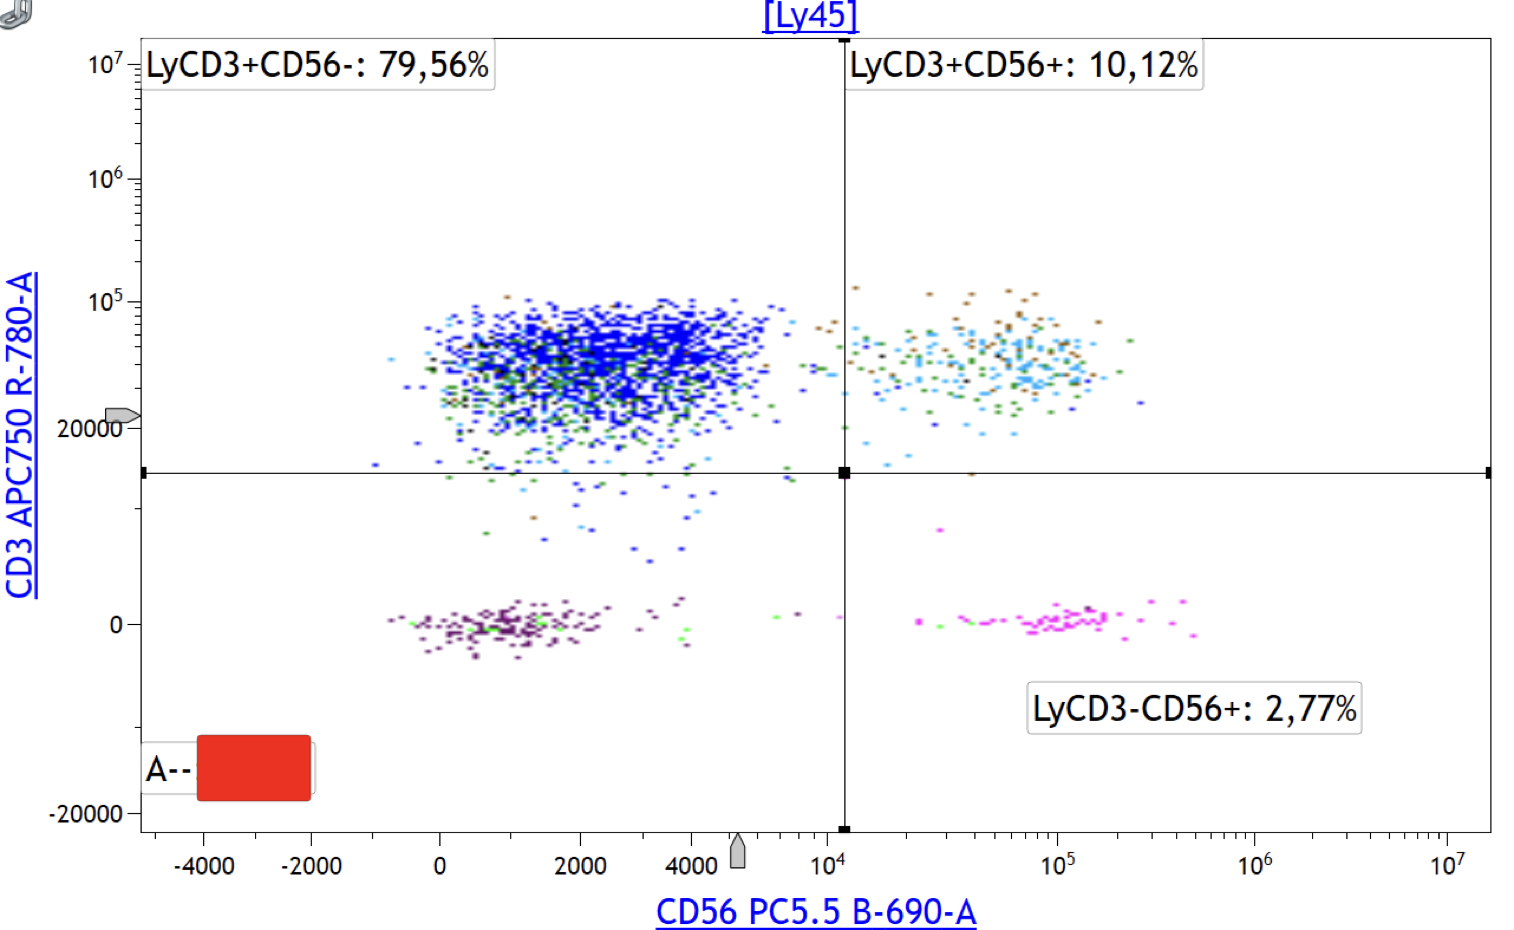 [Ly45]
LyCD3+CD56-: 79,56%
LyCD3+CD56+: 10,12%
10⁷
10⁶
10⁵
20000
0
-20000
CD3 APC750 R-780-A
LyCD3-CD56+: 2,77%
A--
-4000 -2000 0 2000 4000 10⁴ 10⁵ 10⁶ 10⁷
CD56 PC5.5 B-690-A